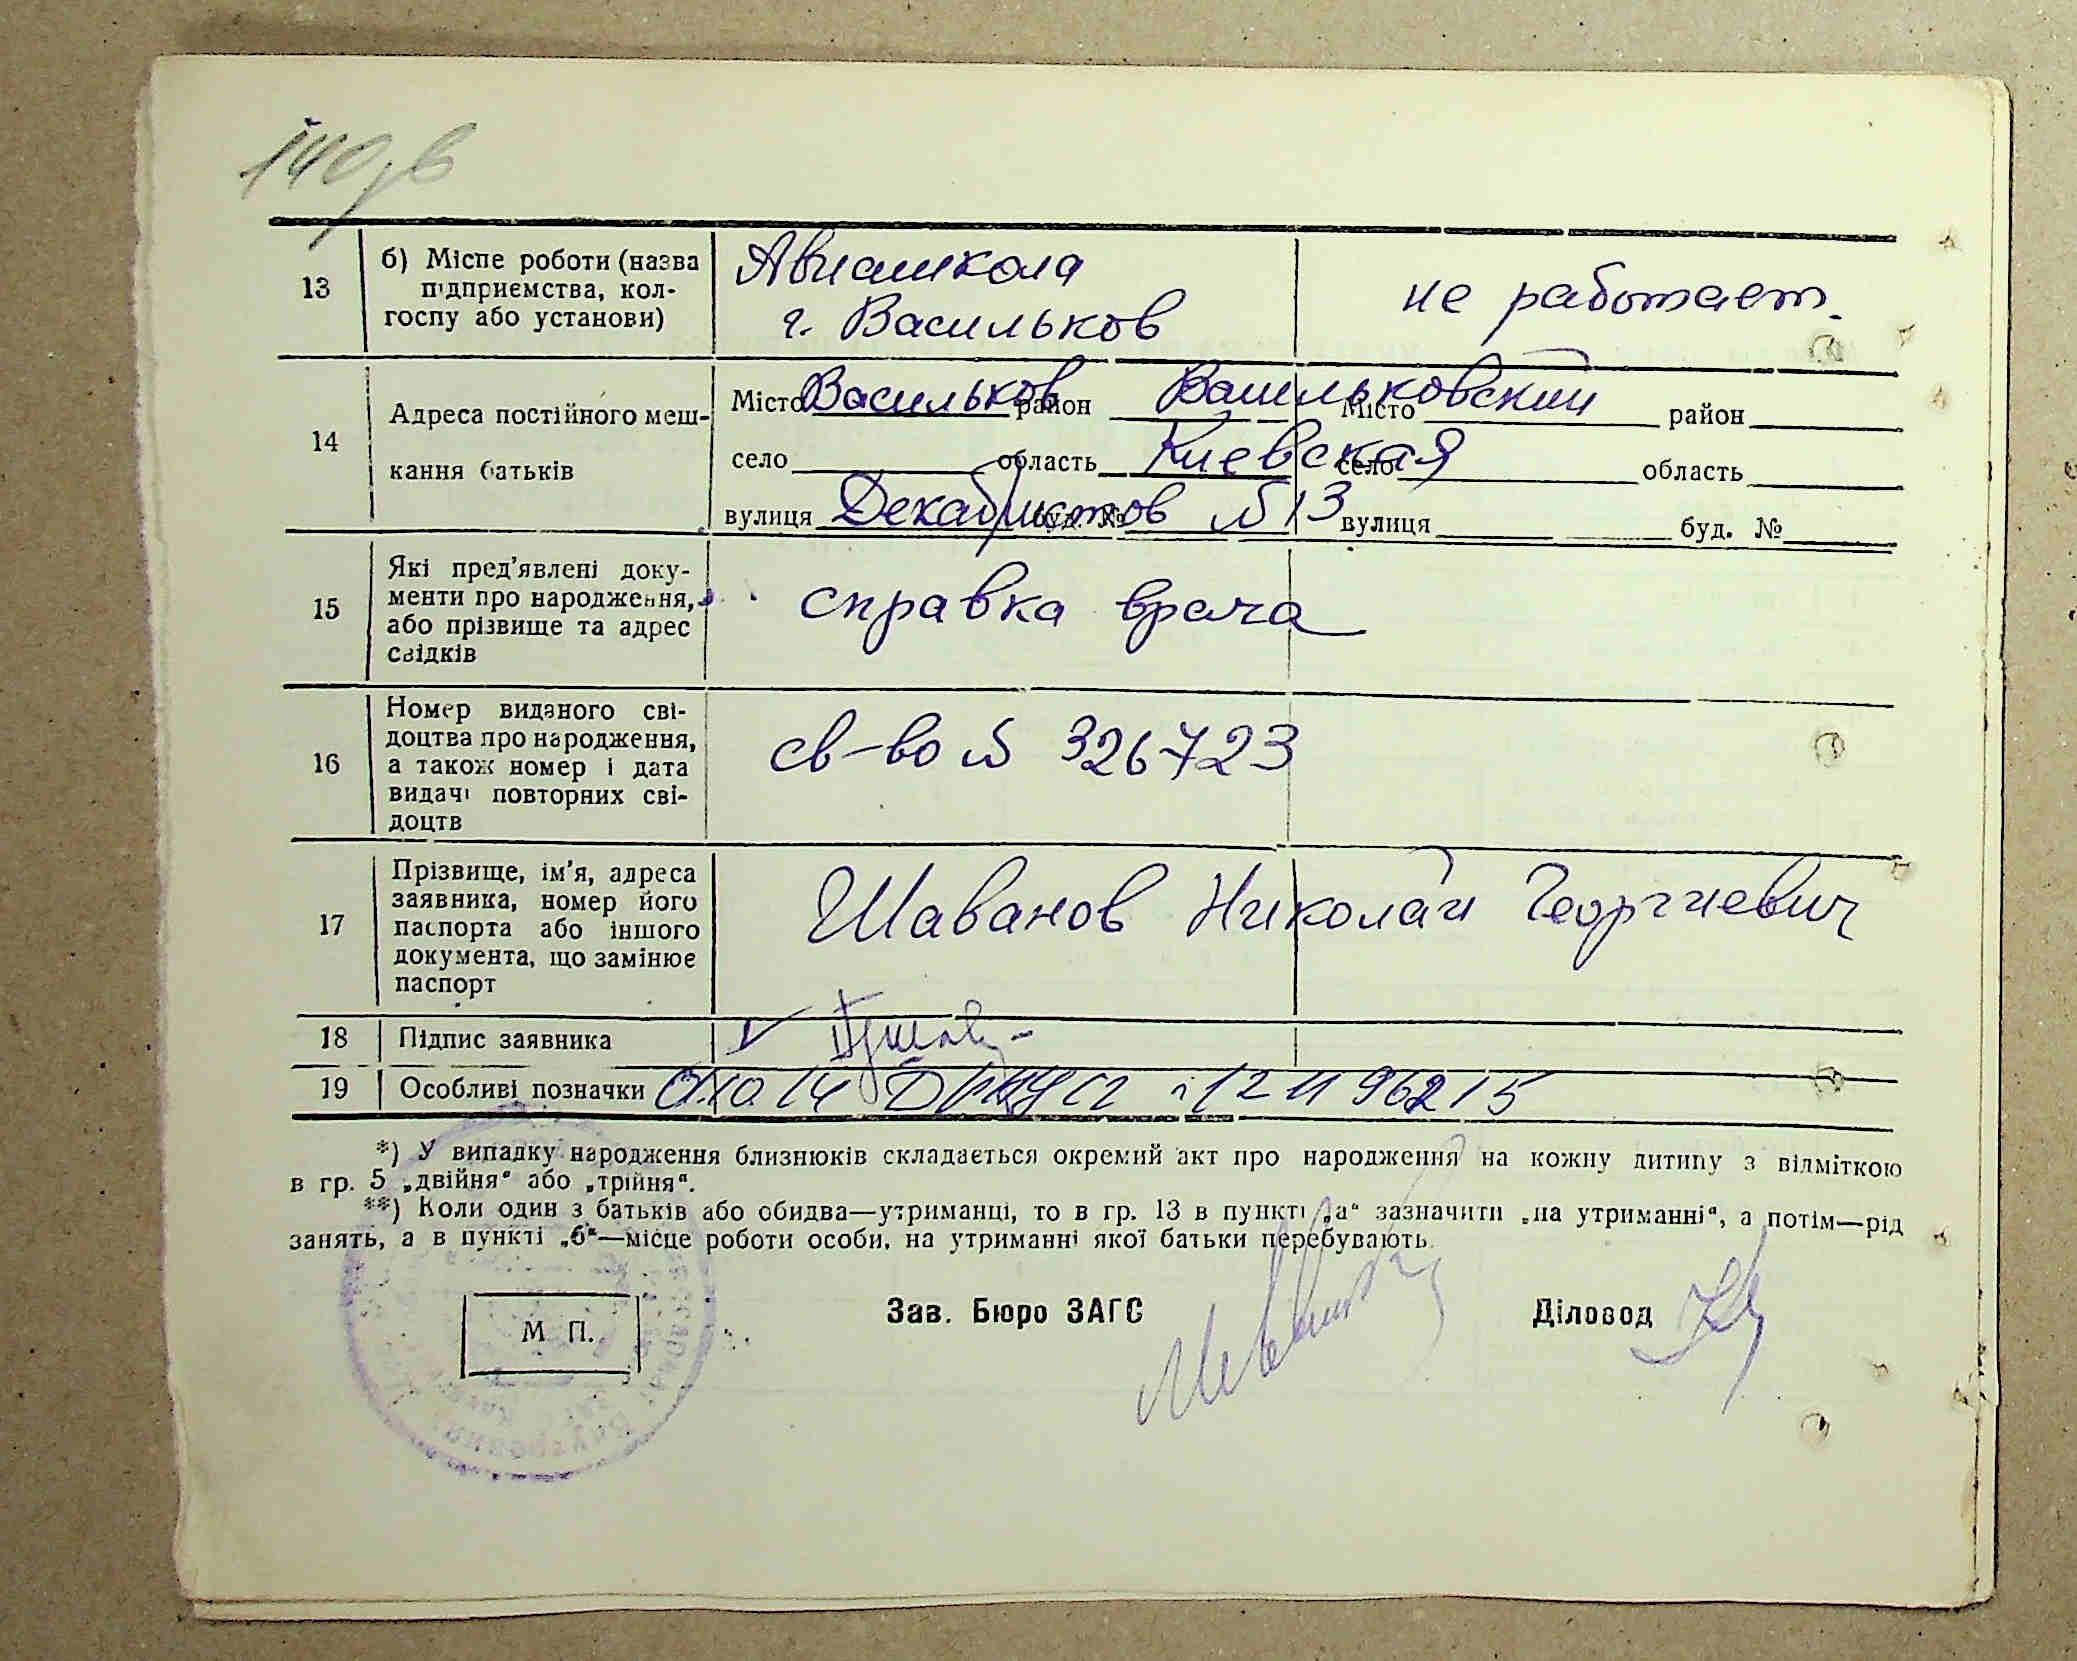 13
б) Місце роботи (назва
підприємства, кол-
госпу або установи)
Авиашкола
г. Васильков
не работает.
14
Адреса постійного меш-
кання батьків
Місто Васильков район Васильковский
село область Киевская
вулиця Декабристов буд. № № 13
Місто район
село область
вулиця буд. №
15
Які пред'явлені доку-
менти про народження,
або прізвище та адрес
свідків
справка врача
16
Номер виданого сві-
доцтва про народження,
а також номер і дата
видачі повторних сві-
доцтв
св-во № 326723
17
Прізвище, ім'я, адреса
заявника, номер його
паспорта або іншого
документа, що замінює
паспорт
Шаванов Николай Георгиевич
18
Підпис заявника
19
Особливі позначки
*) У випадку народження близнюків складається окремий акт про народження на кожну дитину з відміткою
в гр. 5 „двійня“ або „трійня“.
**) Коли один з батьків або обидва—утриманці, то в гр. 13 в пункті „а“ зазначити „на утриманні“, а потім—рід
занять, а в пункті „б“—місце роботи особи, на утриманні якої батьки перебувають.
М П.
Зав. Бюро ЗАГС
Діловод